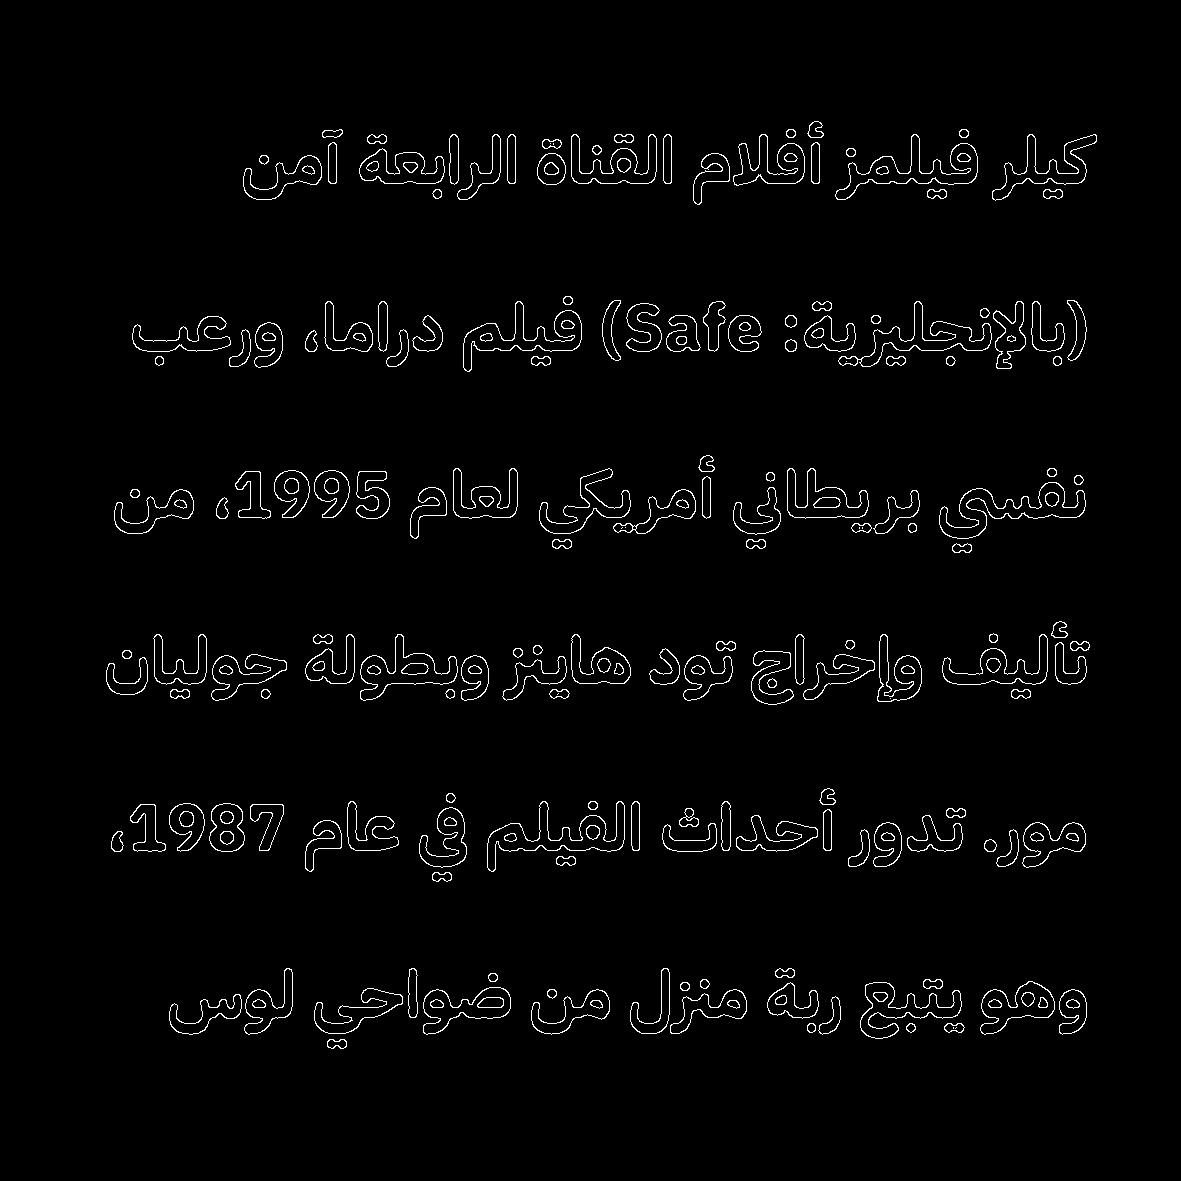 كيلر فيلمز أفلام القناة الرابعة آمن
(بالإنجليزية: Safe) فيلم دراما، ورعب
نفسي بريطاني أمريكي لعام 1995، من
تأليف وإخراج تود هاينز وبطولة جوليان
مور. تدور أحداث الفيلم في عام 1987،
وهو يتبع ربة منزل من ضواحي لوس